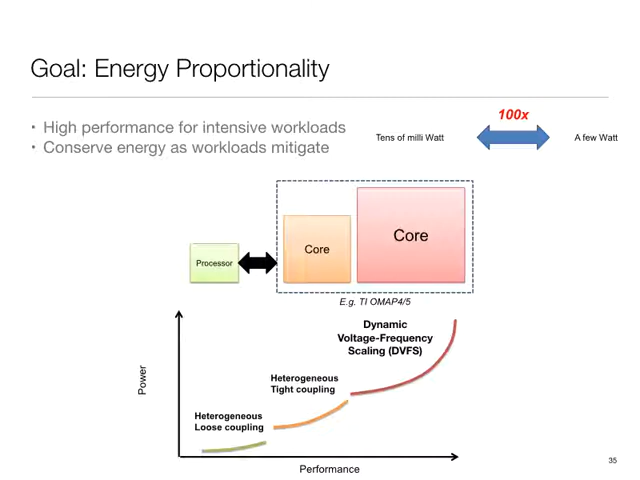 Goal: Energy Proportionality
• High performance for intensive workloads
• Conserve energy as workloads mitigate
100x
Tens of milli Watt
A few Watt
Processor
Core
Core
E.g. TI OMAP4/5
Dynamic
Voltage-Frequency
Scaling (DVFS)
Heterogeneous
Tight coupling
Heterogeneous
Loose coupling
Power
Performance
35